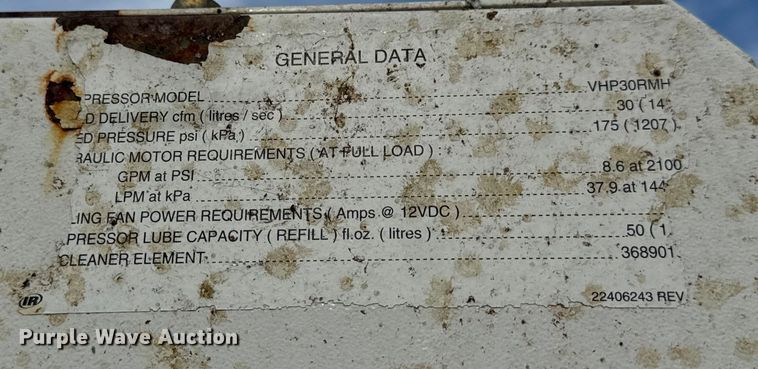 GENERAL DATA
PRESSOR MODEL VHP30RMH
D DELIVERY cfm ( litres / sec ) 30 ( 14
ED PRESSURE psi ( kPa ) 175 ( 1207 )
RAULIC MOTOR REQUIREMENTS ( AT FULL LOAD ) :
GPM at PSI 8.6 at 2100
LPM at kPa 37.9 at 144
LING FAN POWER REQUIREMENTS ( Amps @ 12VDC )
PRESSOR LUBE CAPACITY ( REFILL ) fl.oz. ( litres ) 50 ( 1.
CLEANER ELEMENT 368901
IR
22406243 REV
Purple Wave Auction